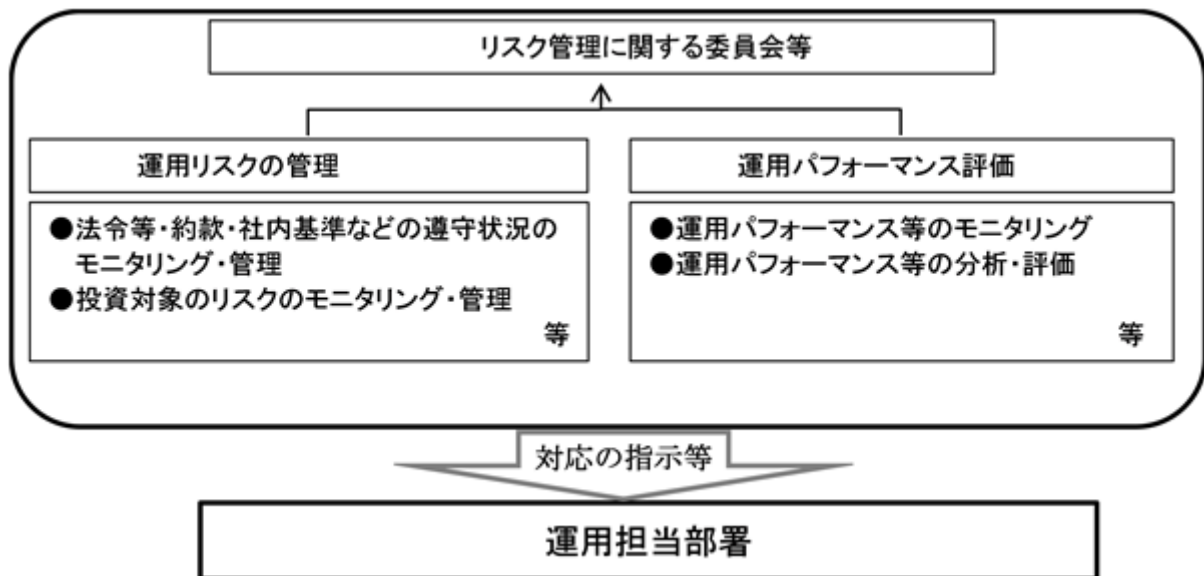 リスク管理に関する委員会等
運用リスクの管理
●法令等・約款・社内基準などの遵守状況の
モニタリング・管理
●投資対象のリスクのモニタリング・管理
等
運用パフォーマンス評価
●運用パフォーマンス等のモニタリング
●運用パフォーマンス等の分析・評価
等
対応の指示等
運用担当部署